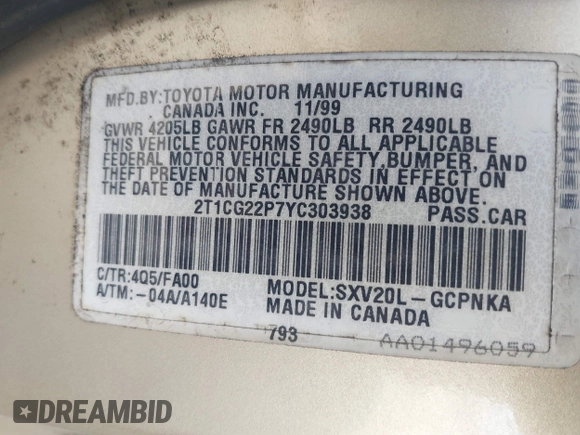 MFD.BY:TOYOTA MOTOR MANUFACTURING
CANADA INC. 11/99
GVWR 4205LB GAWR FR 2490LB RR 2490LB
THIS VEHICLE CONFORMS TO ALL APPLICABLE
FEDERAL MOTOR VEHICLE SAFETY,BUMPER, AND
THEFT PREVENTION STANDARDS IN EFFECT ON
THE DATE OF MANUFACTURE SHOWN ABOVE.
2T1CG22P7YC303938 PASS.CAR
C/TR:4Q5/FA00 MODEL:SXV20L-GCPNKA
A/TM:-04A/A140E MADE IN CANADA
793 AA01496059
DREAMBID